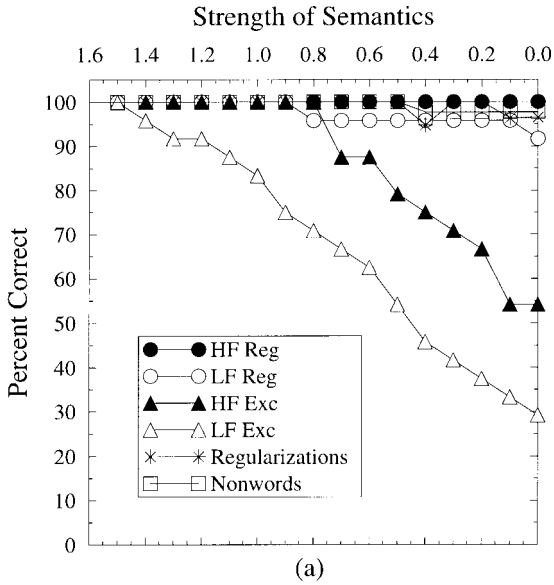 Strength of Semantics
1.6 1.4 1.2 1.0 0.8 0.6 0.4 0.2 0.0
Percent Correct
100
90
80
70
60
50
40
30
20
10
0
HF Reg
LF Reg
HF Exc
LF Exc
Regularizations
Nonwords
(a)